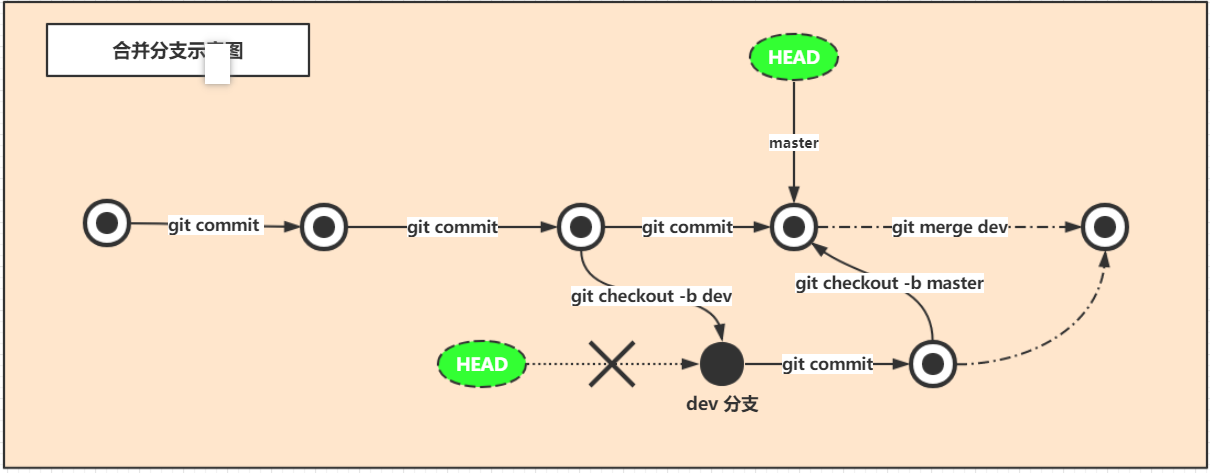 合并分支示意图
HEAD
master
git commit
git commit
git commit
git merge dev
git checkout -b dev
git checkout -b master
HEAD
git commit
dev 分支